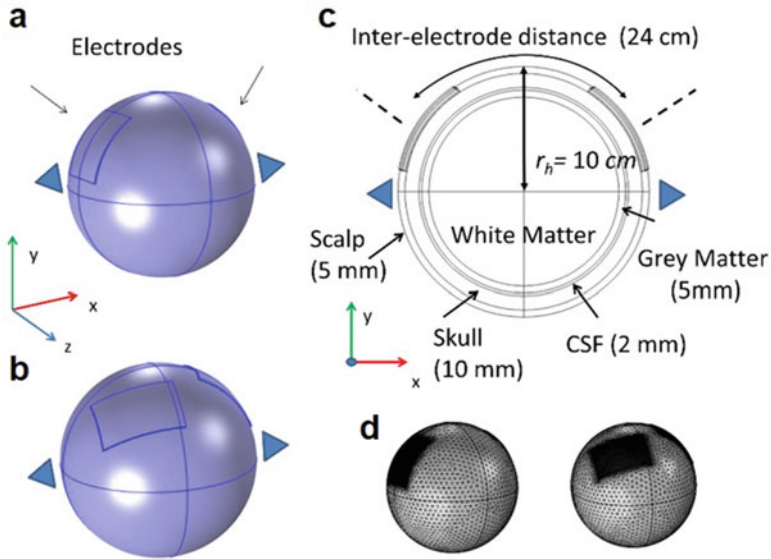 a
Electrodes
y
x
z
b
c
Inter-electrode distance (24 cm)
r_h= 10 cm
White Matter
Scalp
(5 mm)
Grey Matter
(5mm)
Skull
(10 mm)
CSF (2 mm)
y
x
d